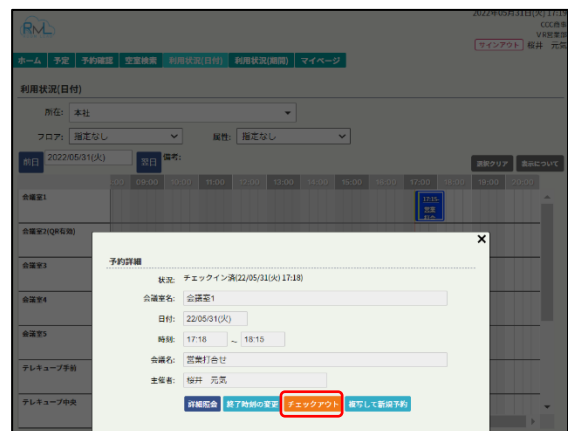 2022年05月31日(火) 17:19
RML
サインアウト 桜井 元気
ホーム 予定 予約確認 空室検索 利用状況(日付) 利用状況(期間) マイページ
利用状況(日付)
所在: 本社
フロア: 指定なし 属性: 指定なし
前日 2022/05/31(火) 翌日 備考: 選択クリア 表示について
09:00 10:00 11:00 12:00 13:00 14:00 15:00 16:00 17:00 18:00 19:00 20:00
会議室1 17:15-
営業
会議室2(QR有効)
会議室3
会議室4
会議室5
テレキューブ手前
テレキューブ中央
×
予約詳細
状況: チェックイン済(22/05/31(火) 17:18)
会議室名: 会議室1
日付: 22/05/31(火)
時刻: 17:18 ~ 18:15
会議名: 営業打合せ
主催者: 桜井 元気
詳細照会 終了時刻の変更 チェックアウト 複写して新規予約